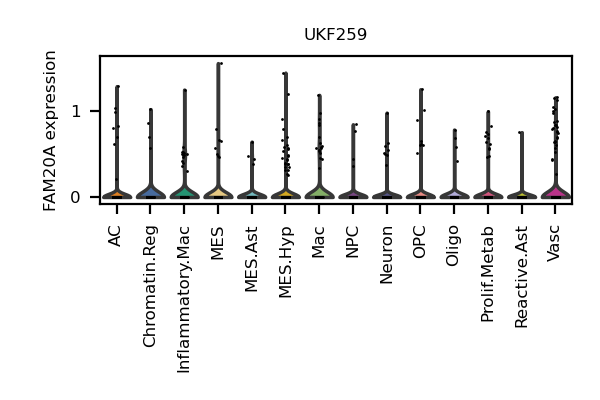 UKF259
FAM20A expression
1
0
AC
Chromatin.Reg
Inflammatory.Mac
MES
MES.Ast
MES.Hyp
Mac
NPC
Neuron
OPC
Oligo
Prolif.Metab
Reactive.Ast
Vasc